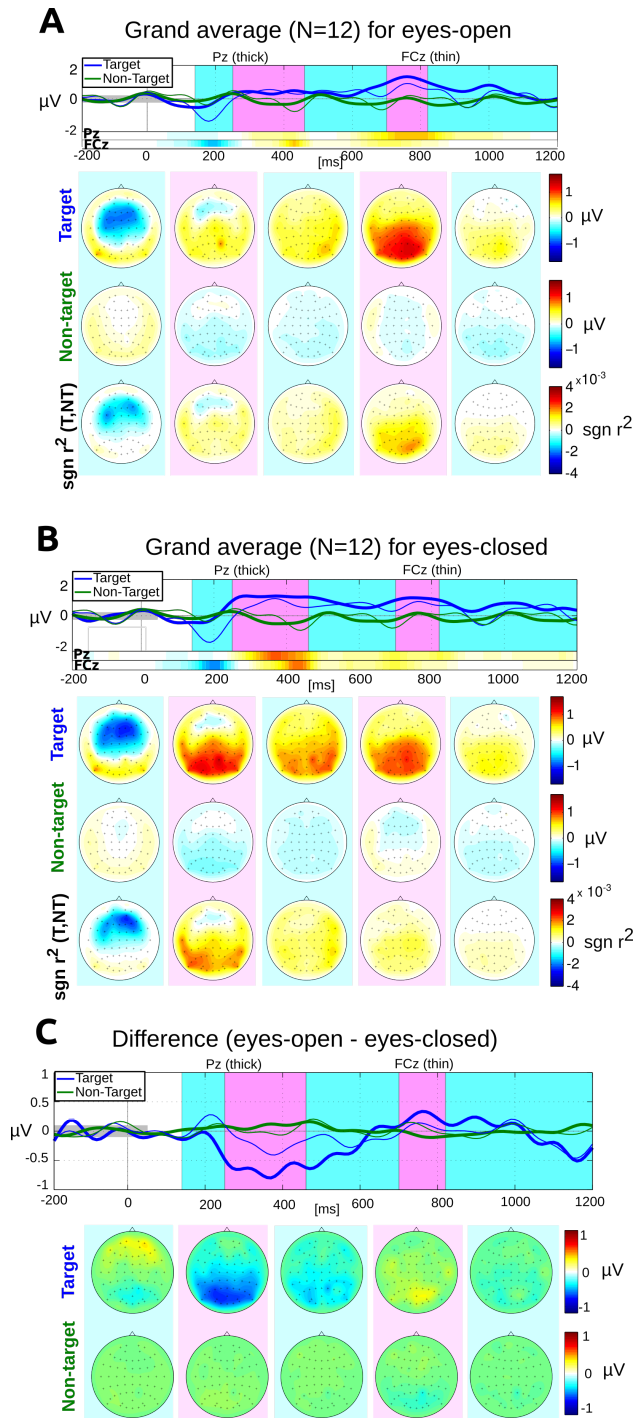 A
Grand average (N=12) for eyes-open
Pz (thick) FCz (thin)
Target
Non-Target
2
μV 0
-2
Pz
FCz
-200 0 200 400 600 800 1000 1200
[ms]
Target
1
0 μV
-1
Non-target
1
0 μV
-1
sgn r² (T,NT)
4 x10⁻³
2
0 sgn r²
-2
-4
B
Grand average (N=12) for eyes-closed
Pz (thick) FCz (thin)
Target
Non-Target
2
μV 0
-2
Pz
FCz
-200 0 200 400 600 800 1000 1200
[ms]
Target
1
0 μV
-1
Non-target
1
0 μV
-1
sgn r² (T,NT)
4 x 10⁻³
2
0 sgn r²
-2
-4
C
Difference (eyes-open - eyes-closed)
Pz (thick) FCz (thin)
Target
Non-Target
1
0.5
μV 0
-0.5
-1
-200 0 200 400 600 800 1000 1200
[ms]
Target
1
0 μV
-1
Non-target
1
0 μV
-1